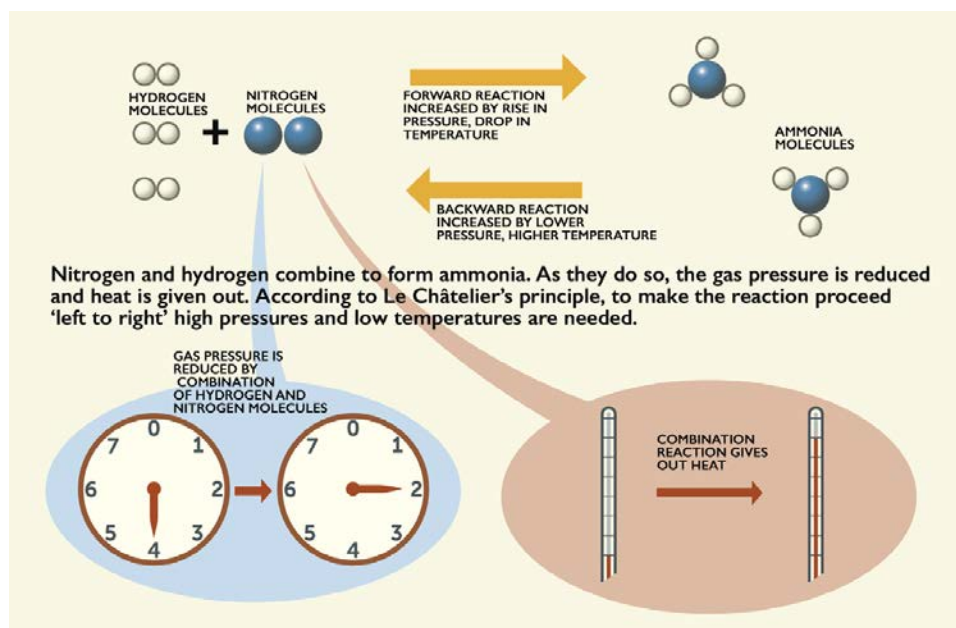 HYDROGEN
MOLECULES
+
NITROGEN
MOLECULES
FORWARD REACTION
INCREASED BY RISE IN
PRESSURE, DROP IN
TEMPERATURE
AMMONIA
MOLECULES
BACKWARD REACTION
INCREASED BY LOWER
PRESSURE, HIGHER TEMPERATURE
Nitrogen and hydrogen combine to form ammonia. As they do so, the gas pressure is reduced
and heat is given out. According to Le Châtelier’s principle, to make the reaction proceed
‘left to right’ high pressures and low temperatures are needed.
GAS PRESSURE IS
REDUCED BY
COMBINATION
OF HYDROGEN AND
NITROGEN MOLECULES
0
1
2
3
4
5
6
7
0
1
2
3
4
5
6
7
COMBINATION
REACTION GIVES
OUT HEAT